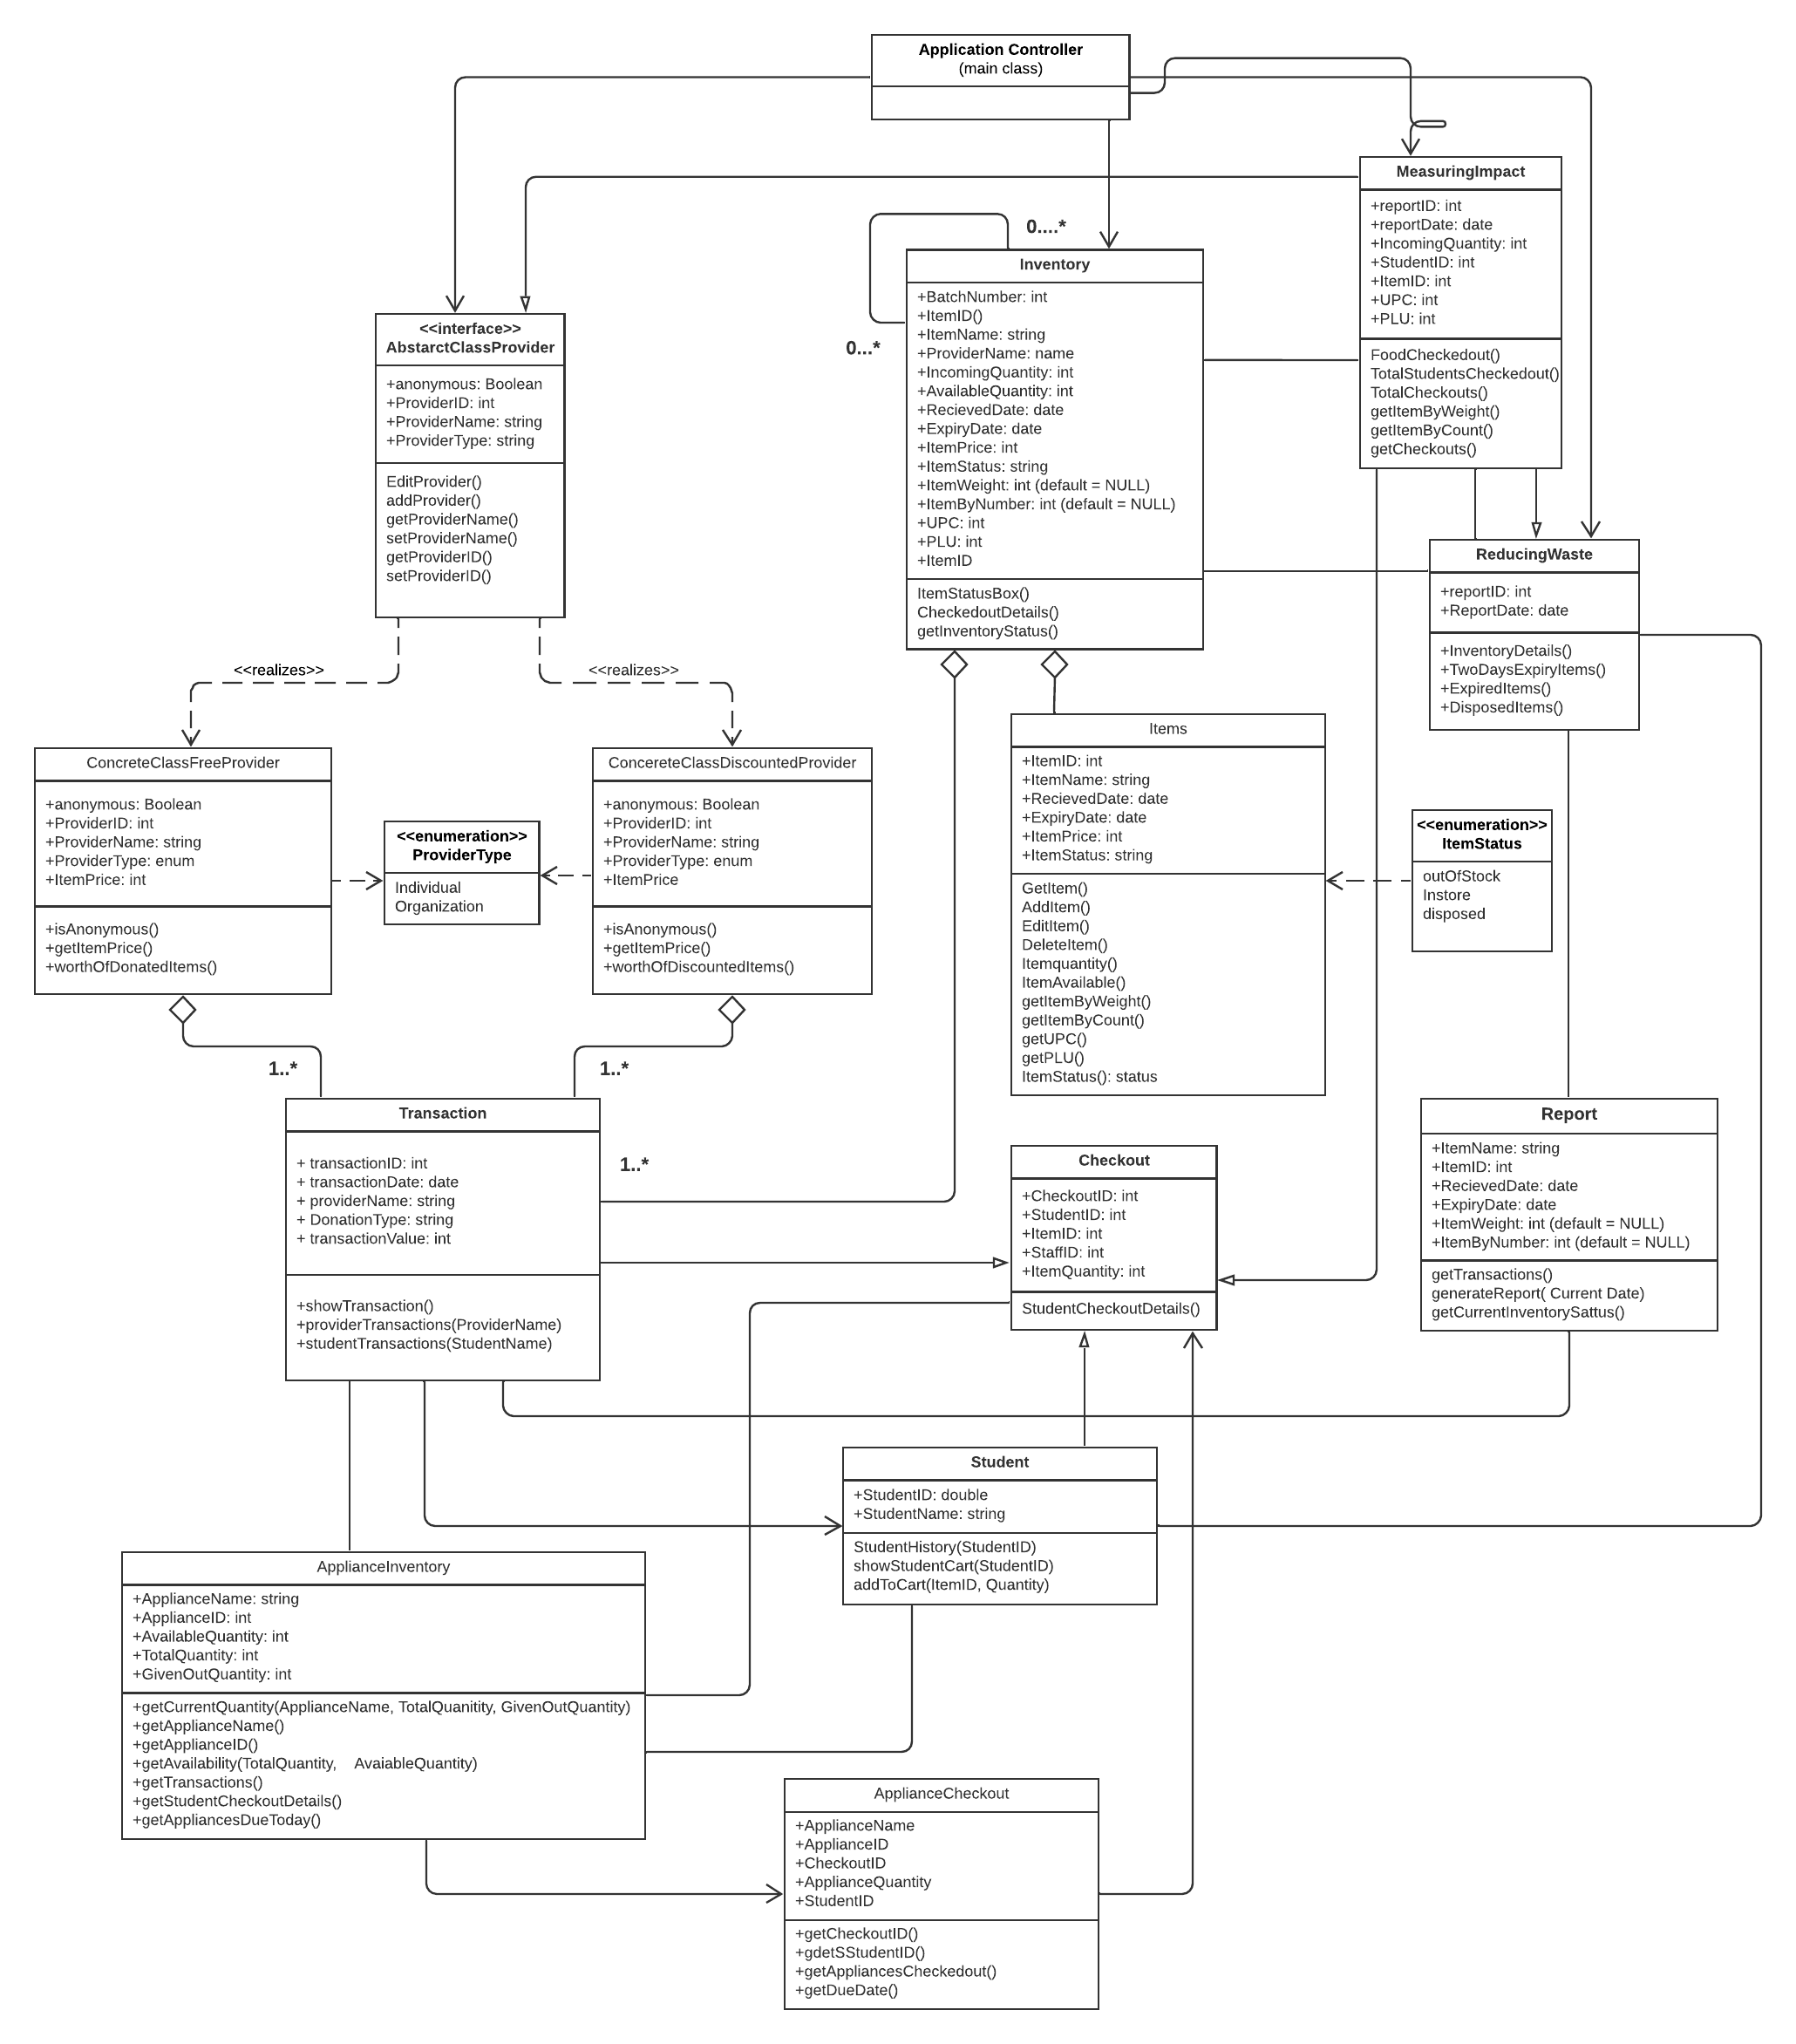 Application Controller
(main class)
MeasuringImpact
+reportID: int
+reportDate: date
+IncomingQuantity: int
+StudentID: int
+ItemID: int
+UPC: int
+PLU: int
FoodCheckedout()
TotalStudentsCheckedout()
TotalCheckouts()
getItemByWeight()
getItemByCount()
getCheckouts()
0....*
0...*
Inventory
+BatchNumber: int
+ItemID()
+ItemName: string
+ProviderName: name
+IncomingQuantity: int
+AvailableQuantity: int
+RecievedDate: date
+ExpiryDate: date
+ItemPrice: int
+ItemStatus: string
+ItemWeight: int (default = NULL)
+ItemByNumber: int (default = NULL)
+UPC: int
+PLU: int
+ItemID
ItemStatusBox()
CheckedoutDetails()
getInventoryStatus()
<<interface>>
AbstarctClassProvider
+anonymous: Boolean
+ProviderID: int
+ProviderName: string
+ProviderType: string
EditProvider()
addProvider()
getProviderName()
setProviderName()
getProviderID()
setProviderID()
ReducingWaste
+reportID: int
+ReportDate: date
+InventoryDetails()
+TwoDaysExpiryItems()
+ExpiredItems()
+DisposedItems()
<<realizes>>
<<realizes>>
ConcreteClassFreeProvider
+anonymous: Boolean
+ProviderID: int
+ProviderName: string
+ProviderType: enum
+ItemPrice: int
+isAnonymous()
+getItemPrice()
+worthOfDonatedItems()
<<enumeration>>
ProviderType
Individual
Organization
ConcereteClassDiscountedProvider
+anonymous: Boolean
+ProviderID: int
+ProviderName: string
+ProviderType: enum
+ItemPrice
+isAnonymous()
+getItemPrice()
+worthOfDiscountedItems()
Items
+ItemID: int
+ItemName: string
+RecievedDate: date
+ExpiryDate: date
+ItemPrice: int
+ItemStatus: string
GetItem()
AddItem()
EditItem()
DeleteItem()
Itemquantity()
ItemAvailable()
getItemByWeight()
getItemByCount()
getUPC()
getPLU()
ItemStatus(): status
<<enumeration>>
ItemStatus
outOfStock
Instore
disposed
1..*
1..*
Transaction
+ transactionID: int
+ transactionDate: date
+ providerName: string
+ DonationType: string
+ transactionValue: int
+showTransaction()
+providerTransactions(ProviderName)
+studentTransactions(StudentName)
1..*
Checkout
+CheckoutID: int
+StudentID: int
+ItemID: int
+StaffID: int
+ItemQuantity: int
StudentCheckoutDetails()
Report
+ItemName: string
+ItemID: int
+RecievedDate: date
+ExpiryDate: date
+ItemWeight: int (default = NULL)
+ItemByNumber: int (default = NULL)
getTransactions()
generateReport( Current Date)
getCurrentInventorySattus()
Student
+StudentID: double
+StudentName: string
StudentHistory(StudentID)
showStudentCart(StudentID)
addToCart(ItemID, Quantity)
ApplianceInventory
+ApplianceName: string
+ApplianceID: int
+AvailableQuantity: int
+TotalQuantity: int
+GivenOutQuantity: int
+getCurrentQuantity(ApplianceName, TotalQuanitity, GivenOutQuantity)
+getApplianceName()
+getApplianceID()
+getAvailability(TotalQuantity, AvaiableQuantity)
+getTransactions()
+getStudentCheckoutDetails()
+getAppliancesDueToday()
ApplianceCheckout
+ApplianceName
+ApplianceID
+CheckoutID
+ApplianceQuantity
+StudentID
+getCheckoutID()
+gdetSStudentID()
+getAppliancesCheckedout()
+getDueDate()